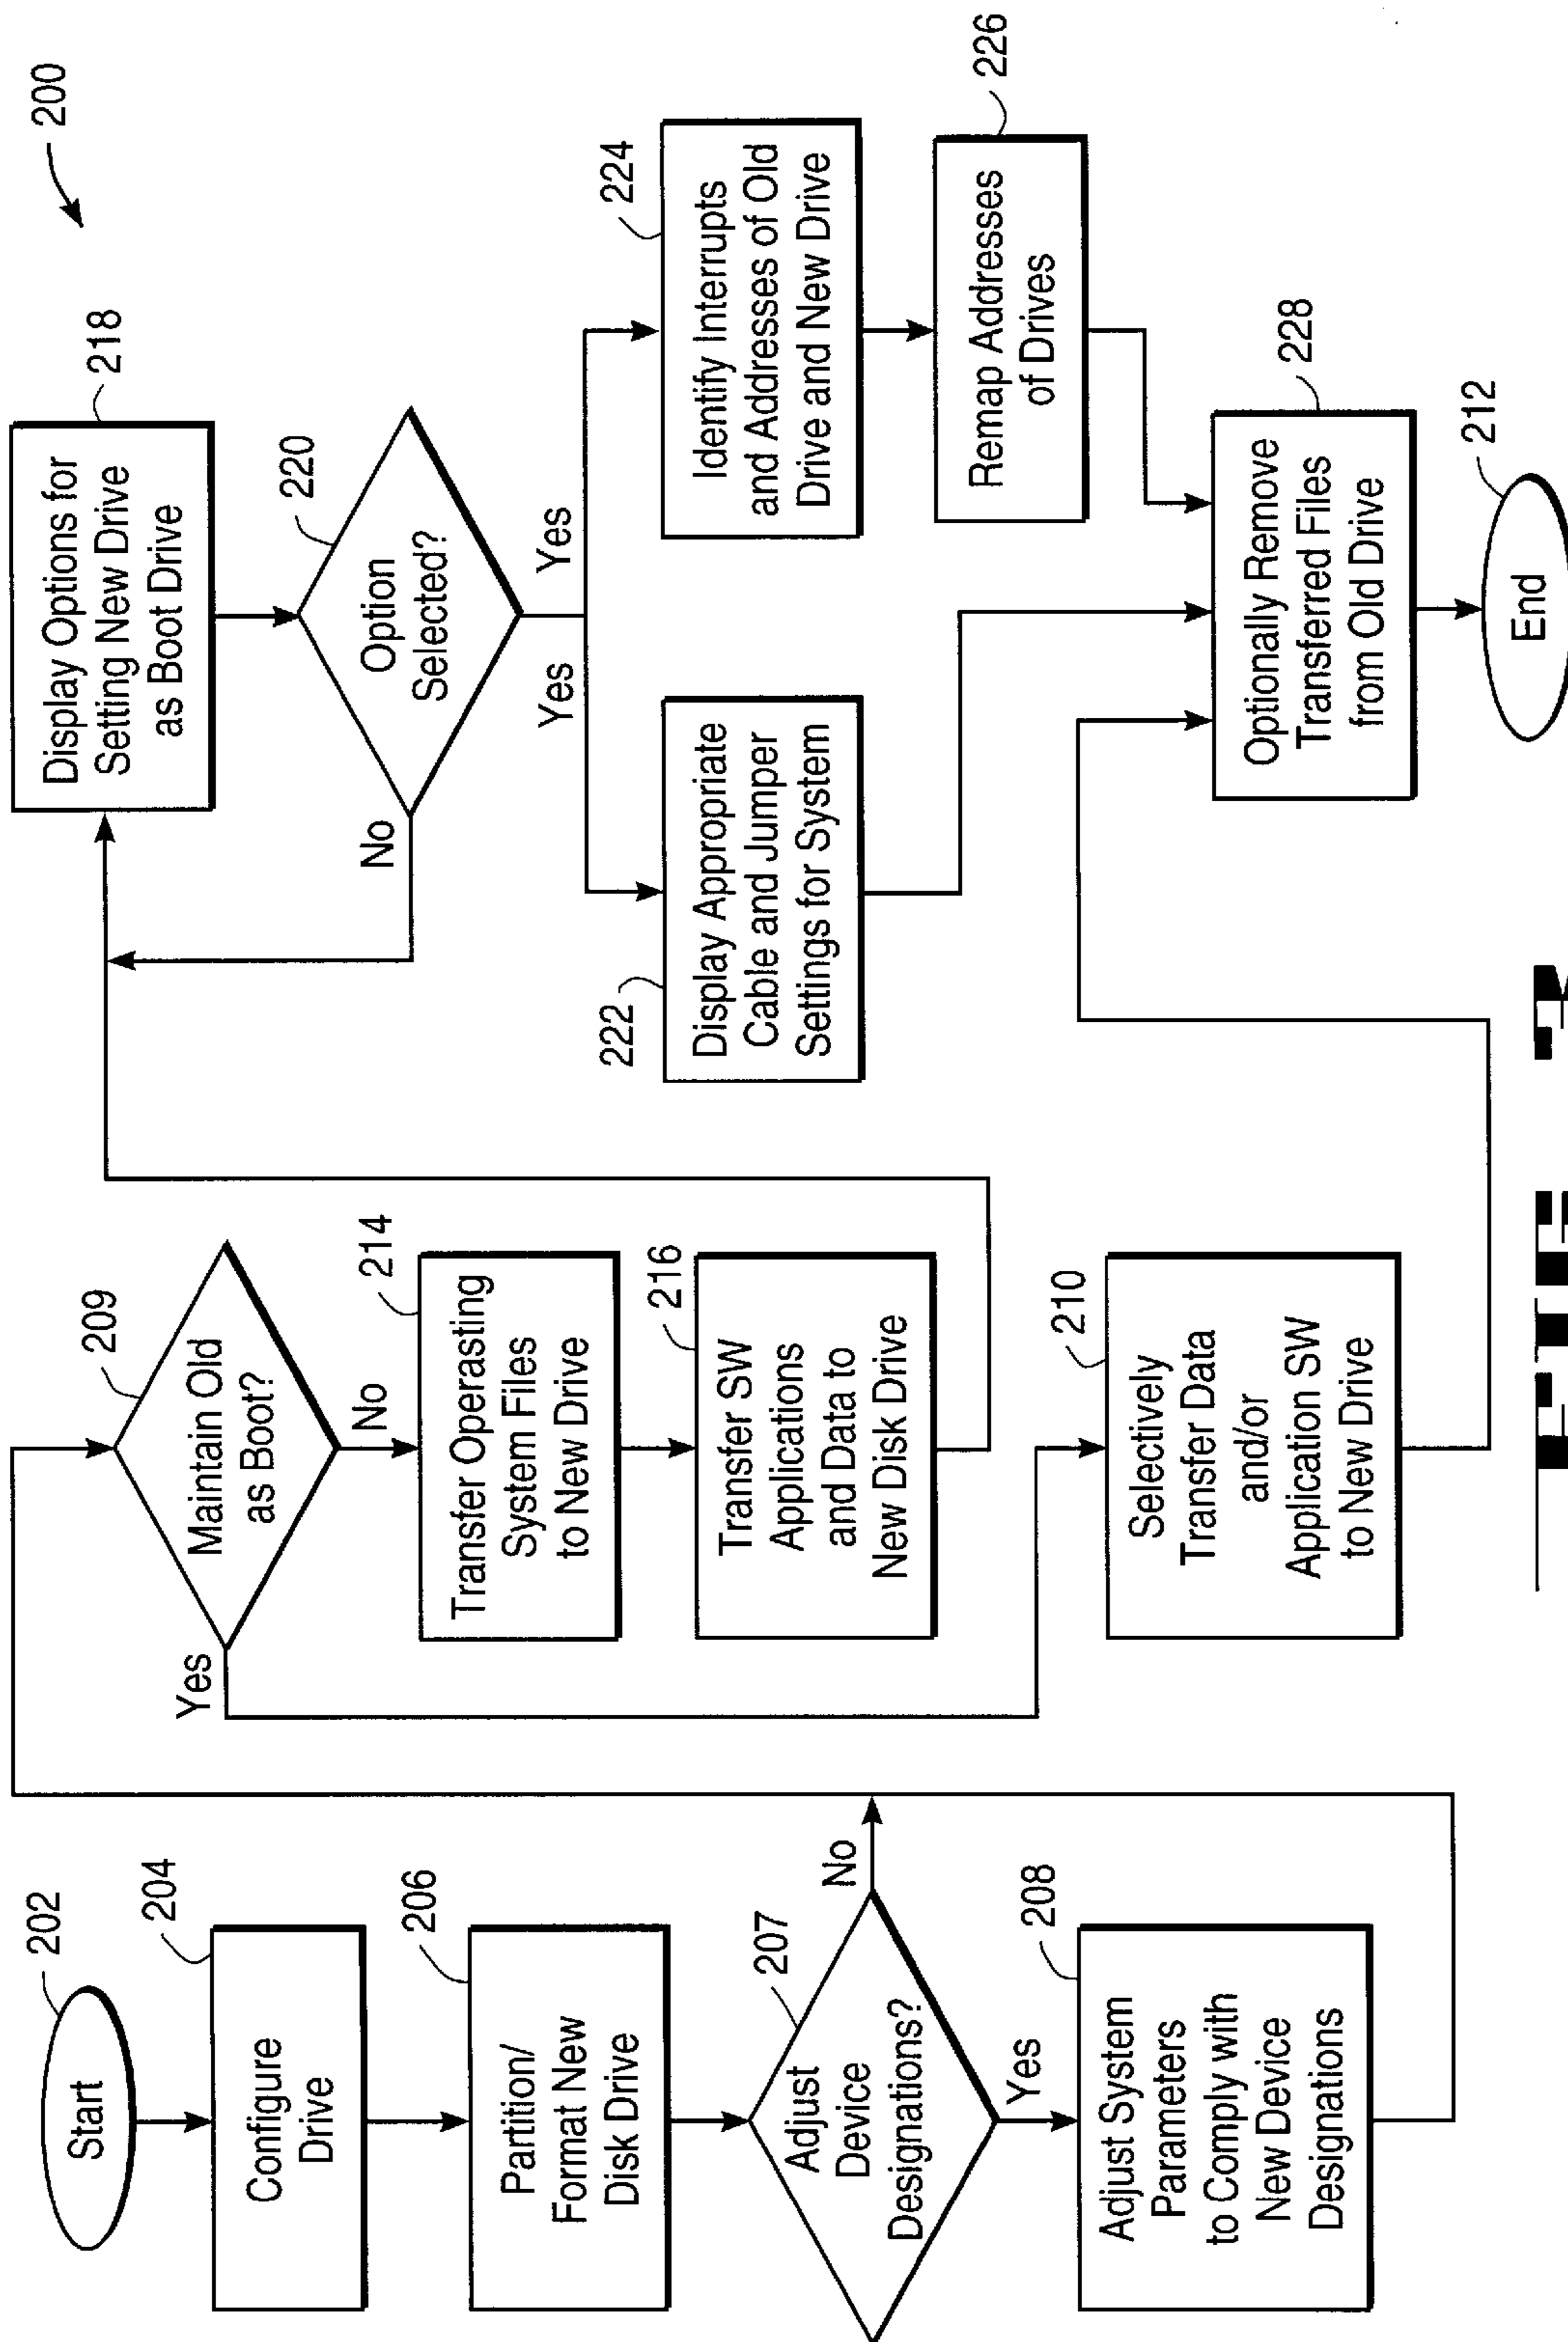 200
202
Start
204
Configure
Drive
206
Partition/
Format New
Disk Drive
207
Adjust
Device
Designations?
No
Yes
208
Adjust System
Parameters
to Comply with
New Device
Designations
209
Maintain Old
as Boot?
Yes
No
214
Transfer Operasting
System Files
to New Drive
216
Transfer SW
Applications
and Data to
New Disk Drive
210
Selectively
Transfer Data
and/or
Application SW
to New Drive
218
Display Options for
Setting New Drive
as Boot Drive
220
Option
Selected?
No
Yes
Yes
222
Display Appropriate
Cable and Jumper
Settings for System
224
Identify Interrupts
and Addresses of Old
Drive and New Drive
226
Remap Addresses
of Drives
228
Optionally Remove
Transferred Files
from Old Drive
212
End